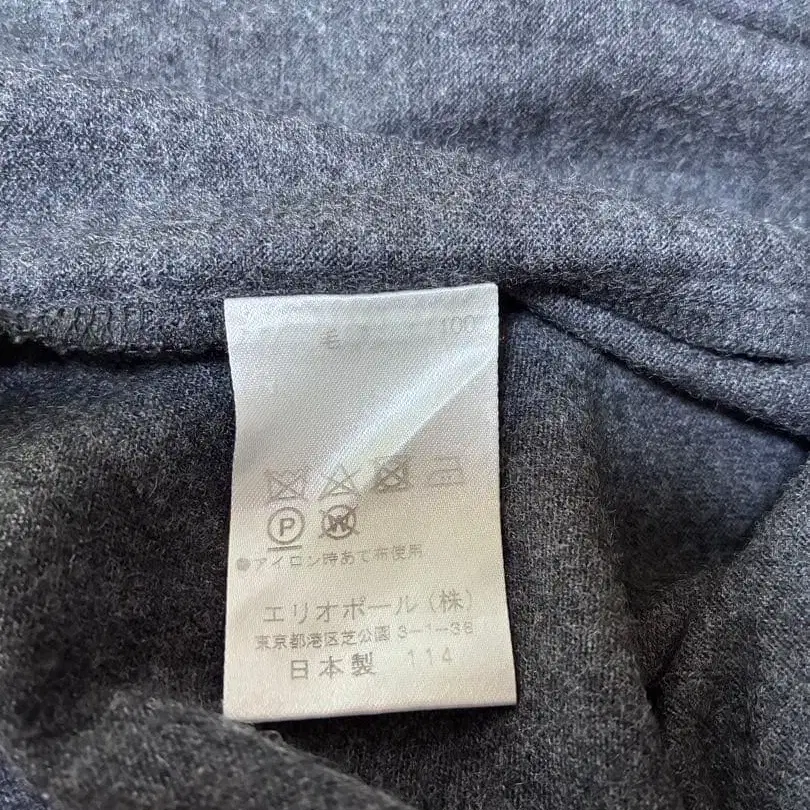 毛 100%
P W
●アイロン時あて布使用
エリオポール(株)
東京都港区芝公園 3-1-38
日本製 114